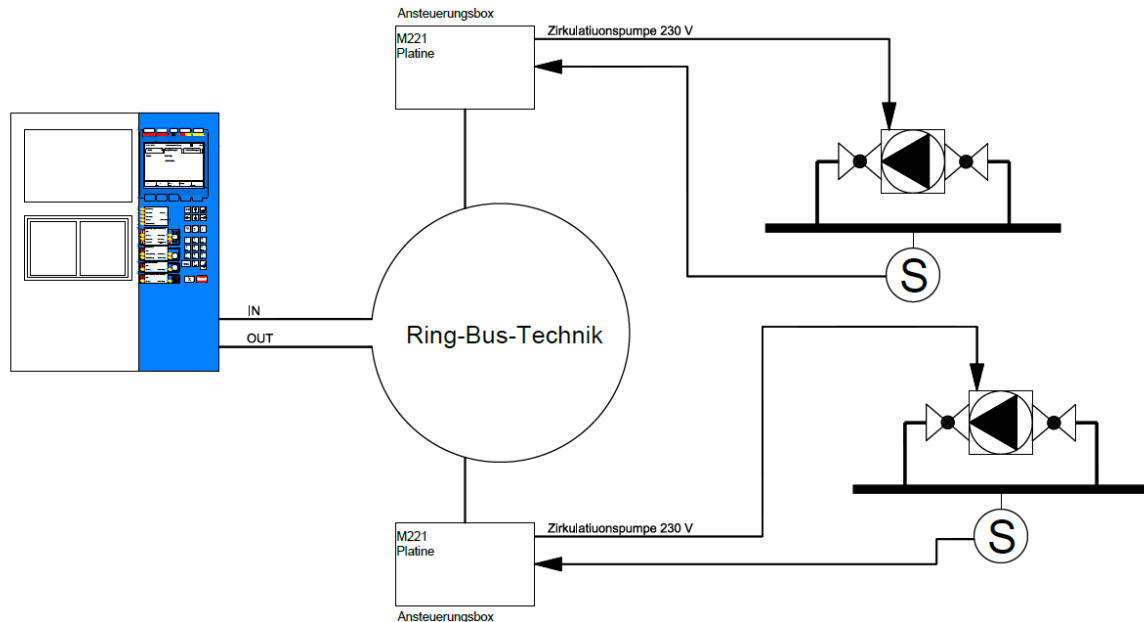 Ansteuerungsbox
M221
Platine
Zirkulatiuonspumpe 230 V
S
IN
OUT
Ring-Bus-Technik
M221
Platine
Zirkulatiuonspumpe 230 V
S
Ansteuerungsbox